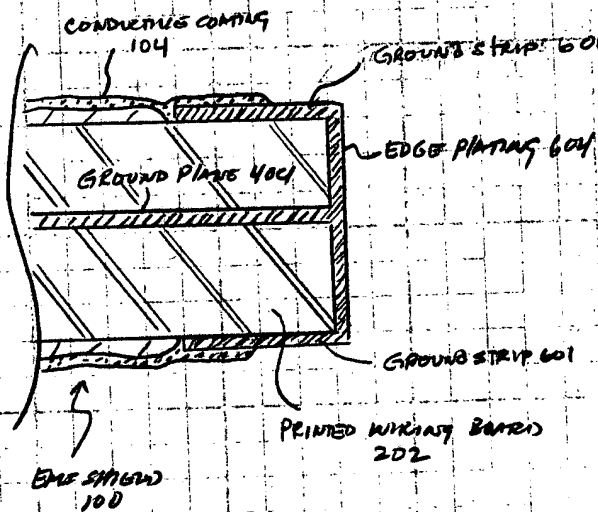 CONDUCTIVE COATING
104
GROUND STRIP 601
EDGE PLATING 604
GROUND PLANE 404
GROUND STRIP 601
PRINTED WIRING BOARD
202
EMI SHIELD
100